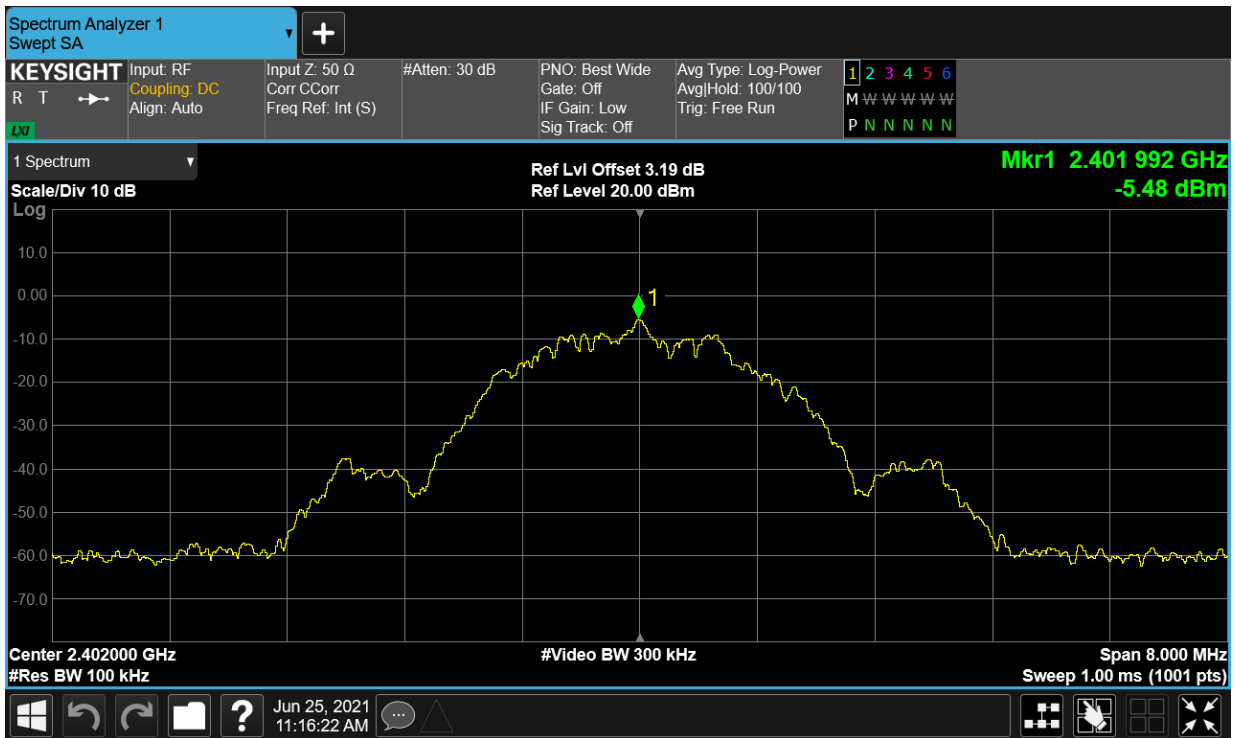 Spectrum Analyzer 1
Swept SA
KEYSIGHT
R T
LXI
Input: RF
Coupling: DC
Align: Auto
Input Z: 50 Ω
Corr CCorr
Freq Ref: Int (S)
#Atten: 30 dB
PNO: Best Wide
Gate: Off
IF Gain: Low
Sig Track: Off
Avg Type: Log-Power
Avg|Hold: 100/100
Trig: Free Run
1 2 3 4 5 6
M W W W W W
P N N N N N
1 Spectrum
Scale/Div 10 dB
Log
Ref Lvl Offset 3.19 dB
Ref Level 20.00 dBm
Mkr1 2.401 992 GHz
-5.48 dBm
10.0
0.00
1
-10.0
-20.0
-30.0
-40.0
-50.0
-60.0
-70.0
Center 2.402000 GHz
#Res BW 100 kHz
#Video BW 300 kHz
Span 8.000 MHz
Sweep 1.00 ms (1001 pts)
?
Jun 25, 2021
11:16:22 AM